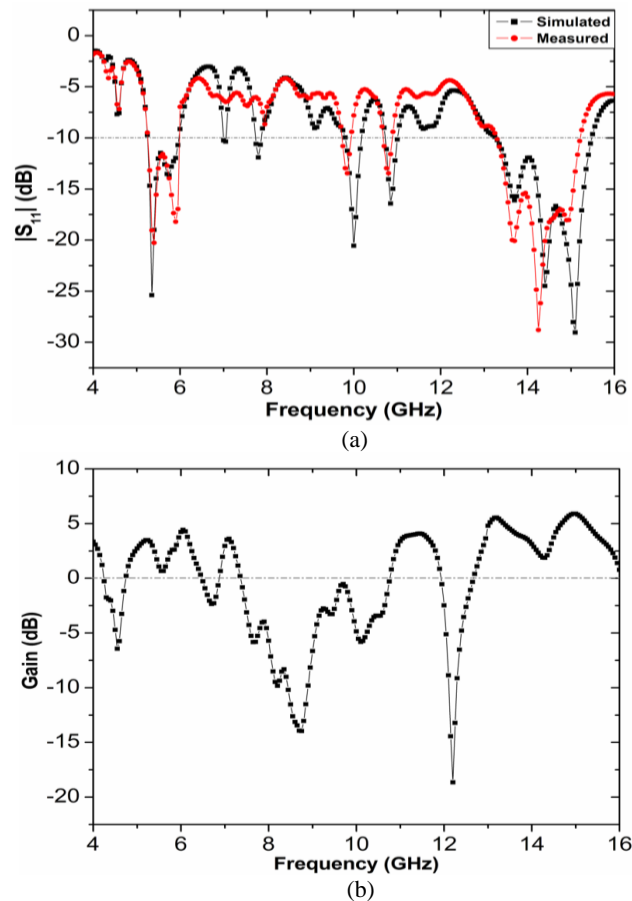 Simulated
Measured
0
-5
-10
-15
-20
-25
-30
|S11| (dB)
4 6 8 10 12 14 16
Frequency (GHz)
(a)
10
5
0
-5
-10
-15
-20
Gain (dB)
4 6 8 10 12 14 16
Frequency (GHz)
(b)